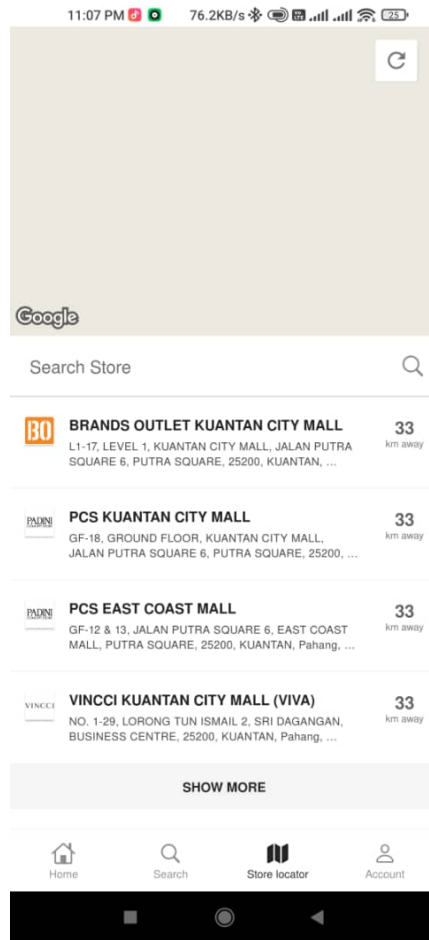 11:07 PM 76.2KB/s 25
Google
Search Store
BO BRANDS OUTLET KUANTAN CITY MALL 33
L1-17, LEVEL 1, KUANTAN CITY MALL, JALAN PUTRA km away
SQUARE 6, PUTRA SQUARE, 25200, KUANTAN, ...
PADINI PCS KUANTAN CITY MALL 33
GF-18, GROUND FLOOR, KUANTAN CITY MALL, km away
JALAN PUTRA SQUARE 6, PUTRA SQUARE, 25200, ...
PADINI PCS EAST COAST MALL 33
GF-12 & 13, JALAN PUTRA SQUARE 6, EAST COAST km away
MALL, PUTRA SQUARE, 25200, KUANTAN, Pahang, ...
VINCCI VINCCI KUANTAN CITY MALL (VIVA) 33
NO. 1-29, LORONG TUN ISMAIL 2, SRI DAGANGAN, km away
BUSINESS CENTRE, 25200, KUANTAN, Pahang, ...
SHOW MORE
Home Search Store locator Account